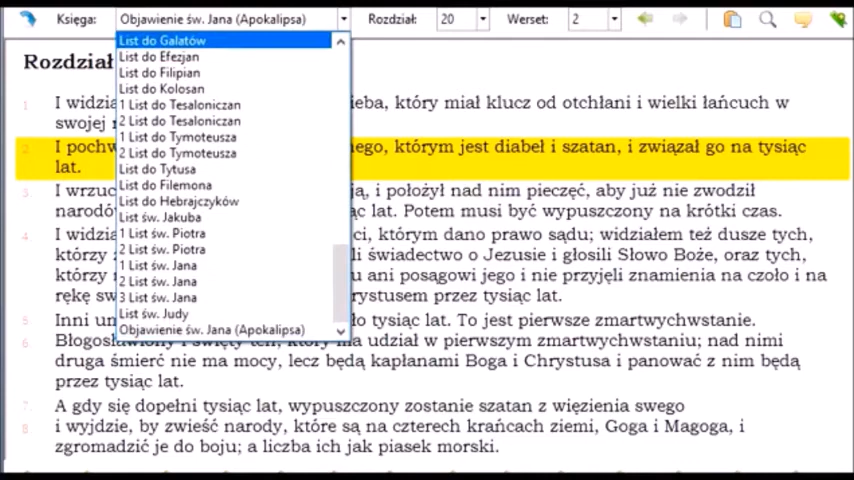 Księga: Objawienie św. Jana (Apokalipsa) Rozdział: 20 Werset: 2
List do Galatów
List do Efezjan
List do Filipian
List do Kolosan
1 List do Tesaloniczan
2 List do Tesaloniczan
1 List do Tymoteusza
2 List do Tymoteusza
List do Tytusa
List do Filemona
List do Hebrajczyków
List św. Jakuba
1 List św. Piotra
2 List św. Piotra
1 List św. Jana
2 List św. Jana
3 List św. Jana
List św. Judy
Objawienie św. Jana (Apokalipsa)
Rozdział
1. I widzia ieba, który miał klucz od otchłani i wielki łańcuch w
swojej
2. I pochw nego, którym jest diabeł i szatan, i związał go na tysiąc
lat.
3. I wrzuc ją, i położył nad nim pieczęć, aby już nie zwodził
narodó ąc lat. Potem musi być wypuszczony na krótki czas.
4. I widzia ci, którym dano prawo sądu; widziałem też dusze tych,
którzy li świadectwo o Jezusie i głosili Słowo Boże, oraz tych,
którzy u ani posągowi jego i nie przyjęli znamienia na czoło i na
rękę sw rystusem przez tysiąc lat.
5. Inni um ło tysiąc lat. To jest pierwsze zmartwychwstanie.
6. Błogosławiony i święty ten, który ma udział w pierwszym zmartwychwstaniu; nad nimi
druga śmierć nie ma mocy, lecz będą kapłanami Boga i Chrystusa i panować z nim będą
przez tysiąc lat.
7. A gdy się dopełni tysiąc lat, wypuszczony zostanie szatan z więzienia swego
8. i wyjdzie, by zwieść narody, które są na czterech krańcach ziemi, Goga i Magoga, i
zgromadzić je do boju; a liczba ich jak piasek morski.